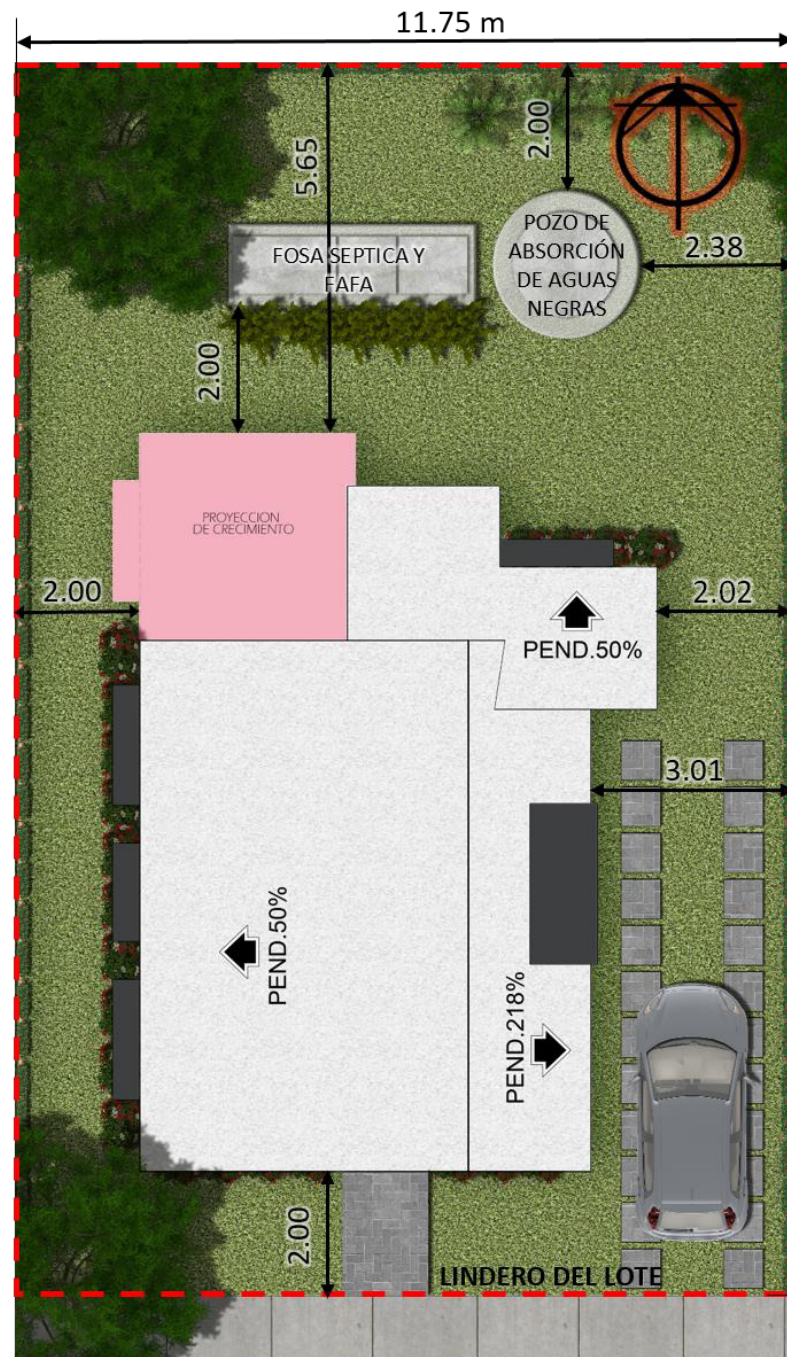 11.75 m
5.65
2.00
POZO DE
ABSORCIÓN
DE AGUAS
NEGRAS
2.38
FOSA SEPTICA Y
FAFA
2.00
PROYECCION
DE CRECIMIENTO
2.00
2.02
PEND.50%
3.01
PEND.50%
PEND.218%
2.00
LINDERO DEL LOTE